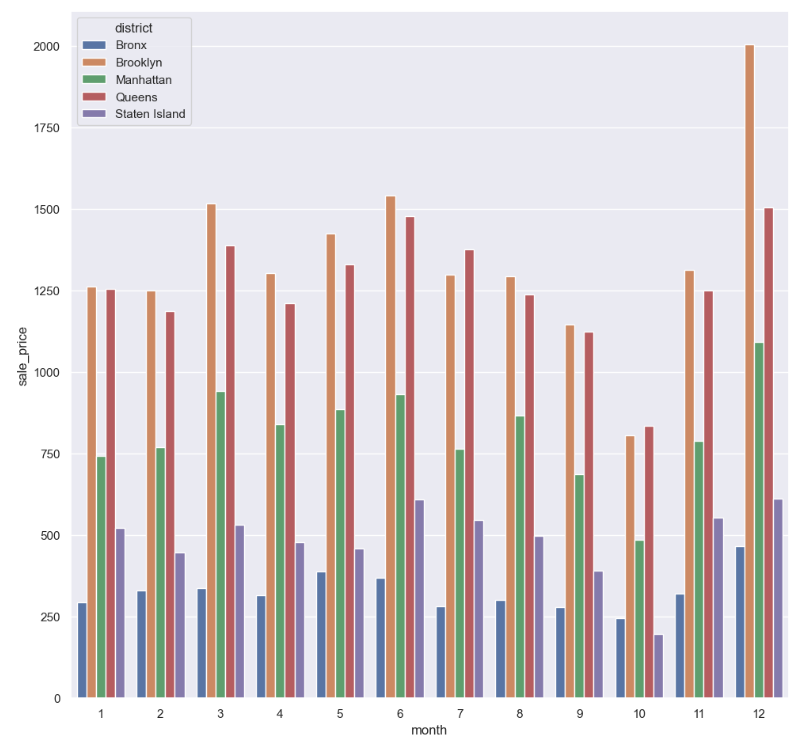 district
Bronx
Brooklyn
Manhattan
Queens
Staten Island
2000
1750
1500
1250
1000
750
500
250
0
sale_price
1 2 3 4 5 6 7 8 9 10 11 12
month